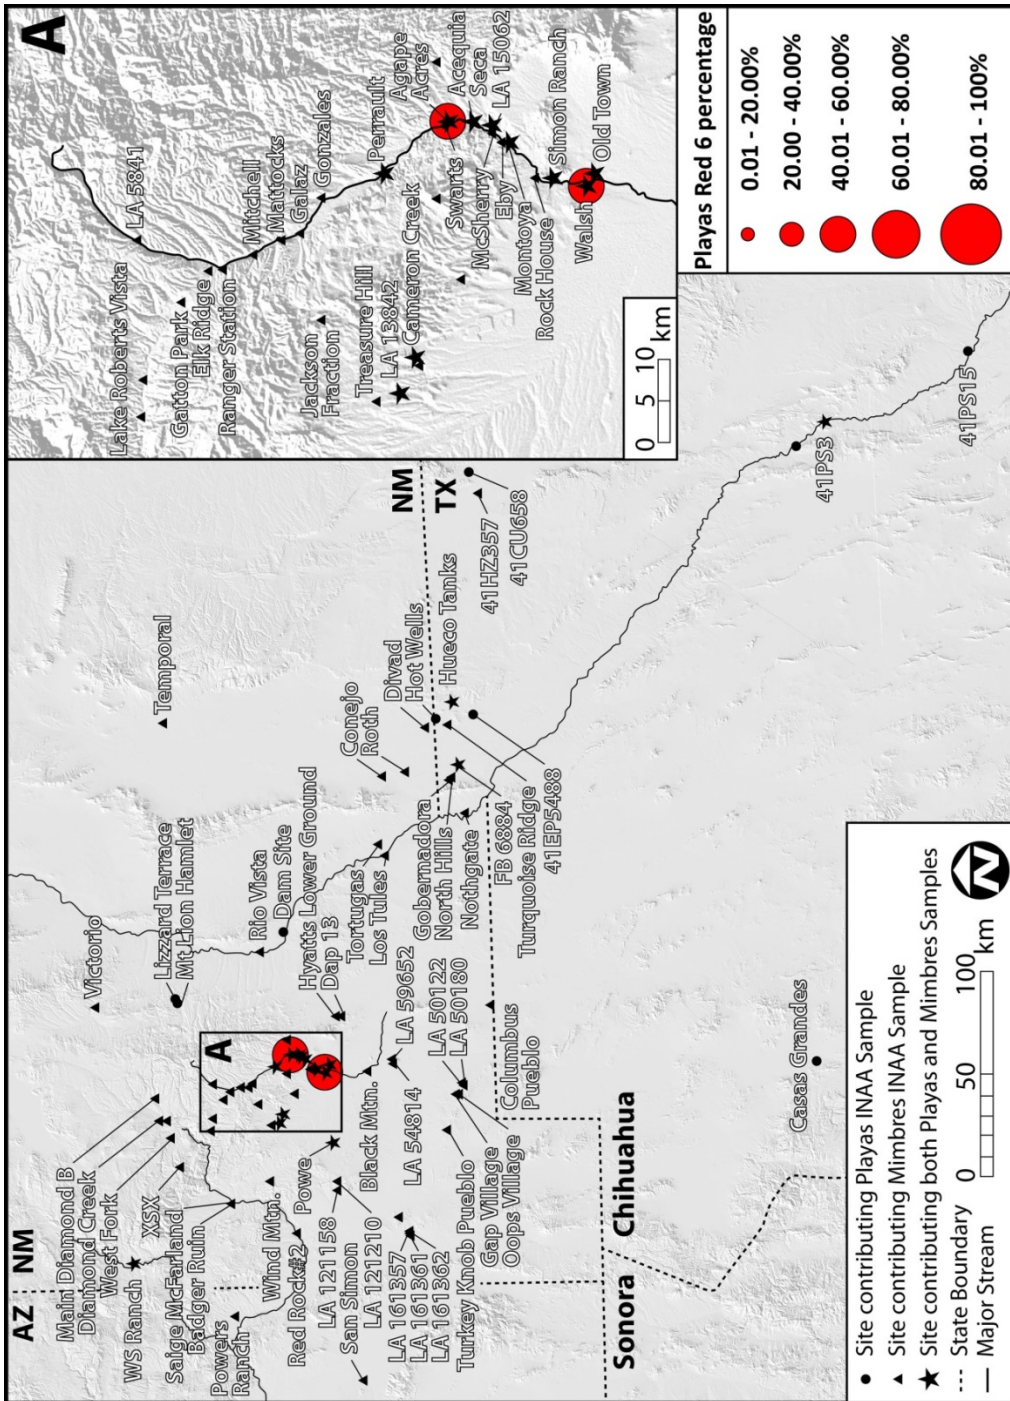 AZ
NM
Main Diamond B
Diamond Creek
West Fork
WS Ranch
XSX
Saige McFarland
Badger Ruin
Powers
Ranch
Wind Mtn.
Red Rock#2
Powe
LA 121158
San Simon
LA 121210
Black Mtn.
LA 161357
LA 161361
LA 161362
LA 54814
LA 59652
Turkey Knob Pueblo
Gap Village
Oops Village
LA 50122
LA 50180
Columbus
Pueblo
Victorio
Lizzard Terrace
Mt Lion Hamlet
A
Rio Vista
Dam Site
Hyatts Lower Ground
Dap 13
Tortugas
Los Tules
Temporal
Conejo
Roth
Divad
Hot Wells
Hueco Tanks
Gobernadora
North Hills
Nothgate
FB 6884
Turquoise Ridge
41EP5488
NM
TX
41HZ357
41CU658
41PS3
41PS15
Sonora
Chihuahua
Casas Grandes
A
Lake Roberts Vista
LA 5841
Gatton Park
Elk Ridge
Ranger Station
Mitchell
Mattocks
Galaz
Gonzales
Jackson
Fraction
Treasure Hill
LA 13842
Cameron Creek
Perrault
Agape
Acres
Swarts
Acequia
Seca
LA 15062
McSherry
Eby
Montoya
Rock House
Simon Ranch
Walsh
Old Town
0 5 10
km
Playas Red 6 percentage
0.01 - 20.00%
20.00 - 40.00%
40.01 - 60.00%
60.01 - 80.00%
80.01 - 100%
Site contributing Playas INAA Sample
Site contributing Mimbres INAA Sample
Site contributing both Playas and Mimbres Samples
State Boundary
Major Stream
0 50 100
km
N